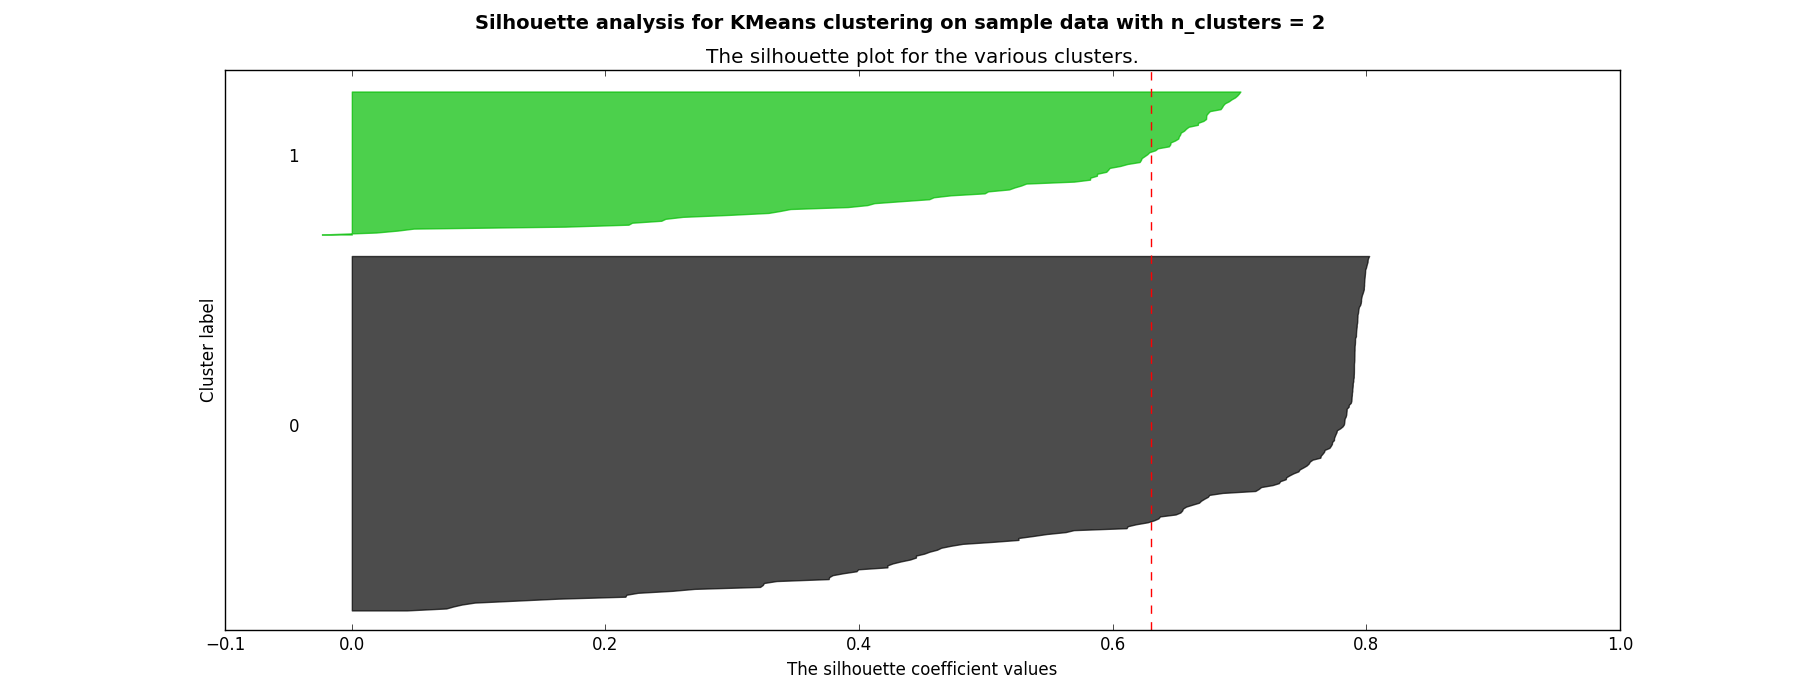 Silhouette analysis for KMeans clustering on sample data with n_clusters = 2
The silhouette plot for the various clusters.
1
0
Cluster label
−0.1 0.0 0.2 0.4 0.6 0.8 1.0
The silhouette coefficient values